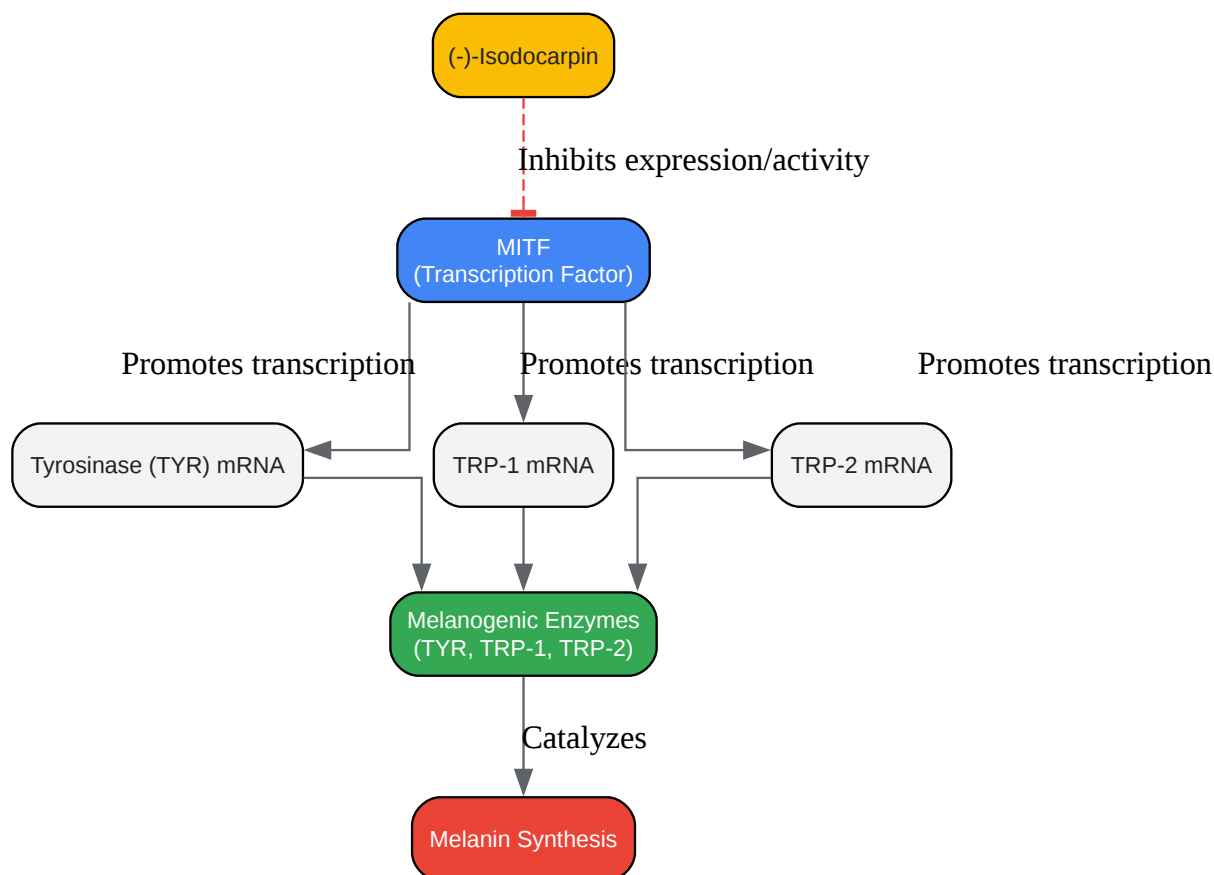 (-)-Isodocarpin
Inhibits expression/activity
MITF
(Transcription Factor)
Promotes transcription
Promotes transcription
Promotes transcription
Tyrosinase (TYR) mRNA
TRP-1 mRNA
TRP-2 mRNA
Melanogenic Enzymes
(TYR, TRP-1, TRP-2)
Catalyzes
Melanin Synthesis